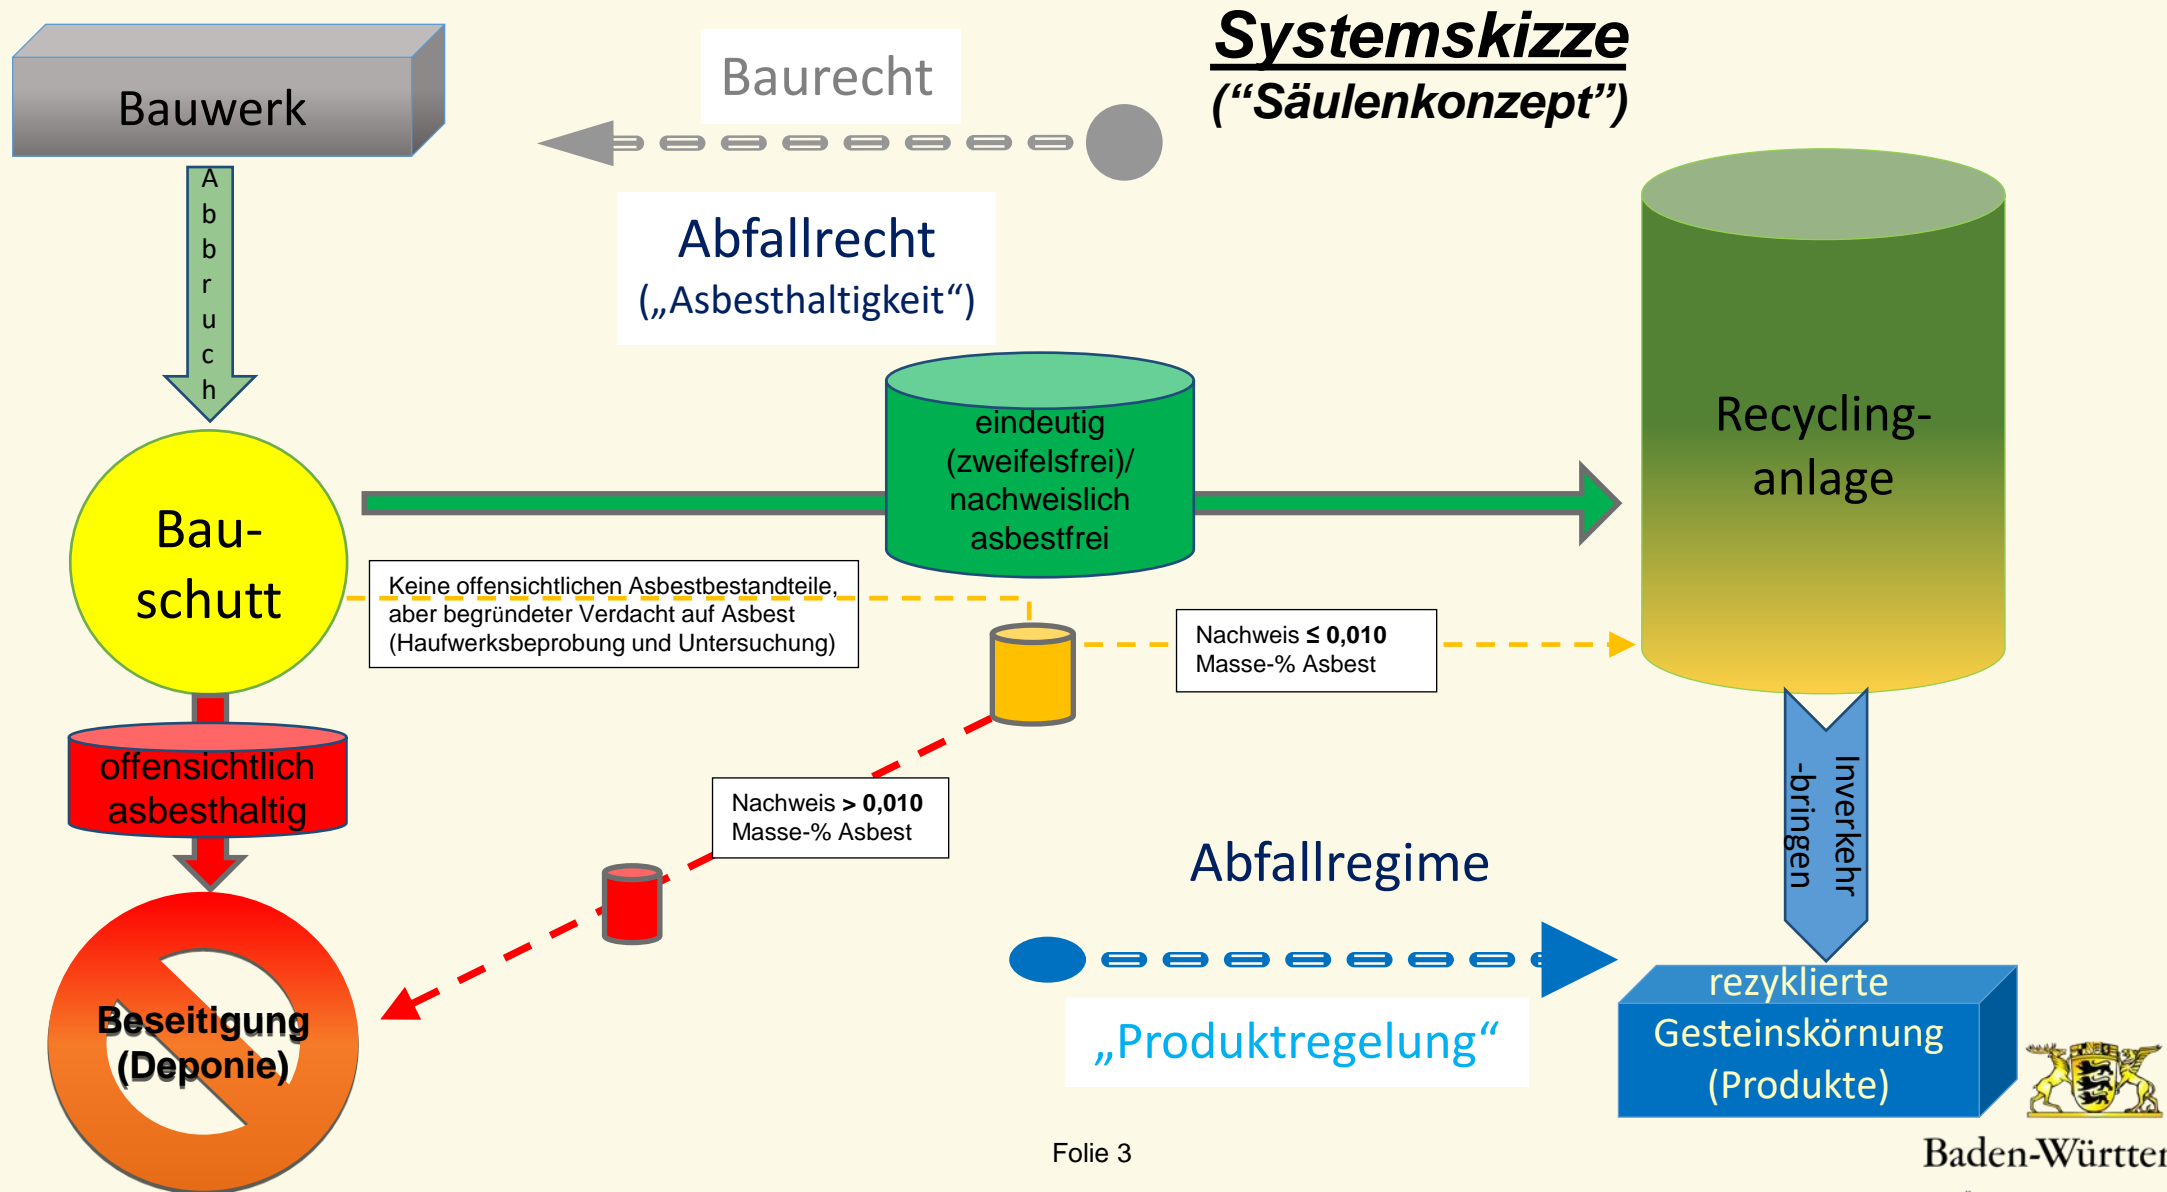 Systemskizze
(“Säulenkonzept”)
Bauwerk
Baurecht
Abbruch
Abfallrecht
(„Asbesthaltigkeit“)
eindeutig
(zweifelsfrei)/
nachweislich
asbestfrei
Recycling-
anlage
Bau-
schutt
Keine offensichtlichen Asbestbestandteile,
aber begründeter Verdacht auf Asbest
(Haufwerksbeprobung und Untersuchung)
Nachweis ≤ 0,010
Masse-% Asbest
offensichtlich
asbesthaltig
Nachweis > 0,010
Masse-% Asbest
Inverkehr
-bringen
Abfallregime
Beseitigung
(Deponie)
„Produktregelung“
rezyklierte
Gesteinskörnung
(Produkte)
Folie 3
Baden-Württer